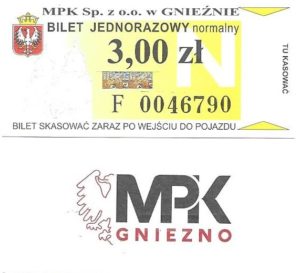 MPK Sp. z o.o. w GNIEŹNIE
BILET JEDNORAZOWY normalny
3,00 zł
N
F 0046790
TU KASOWAĆ
BILET SKASOWAĆ ZARAZ PO WEJŚCIU DO POJAZDU
MPK
GNIEZNO